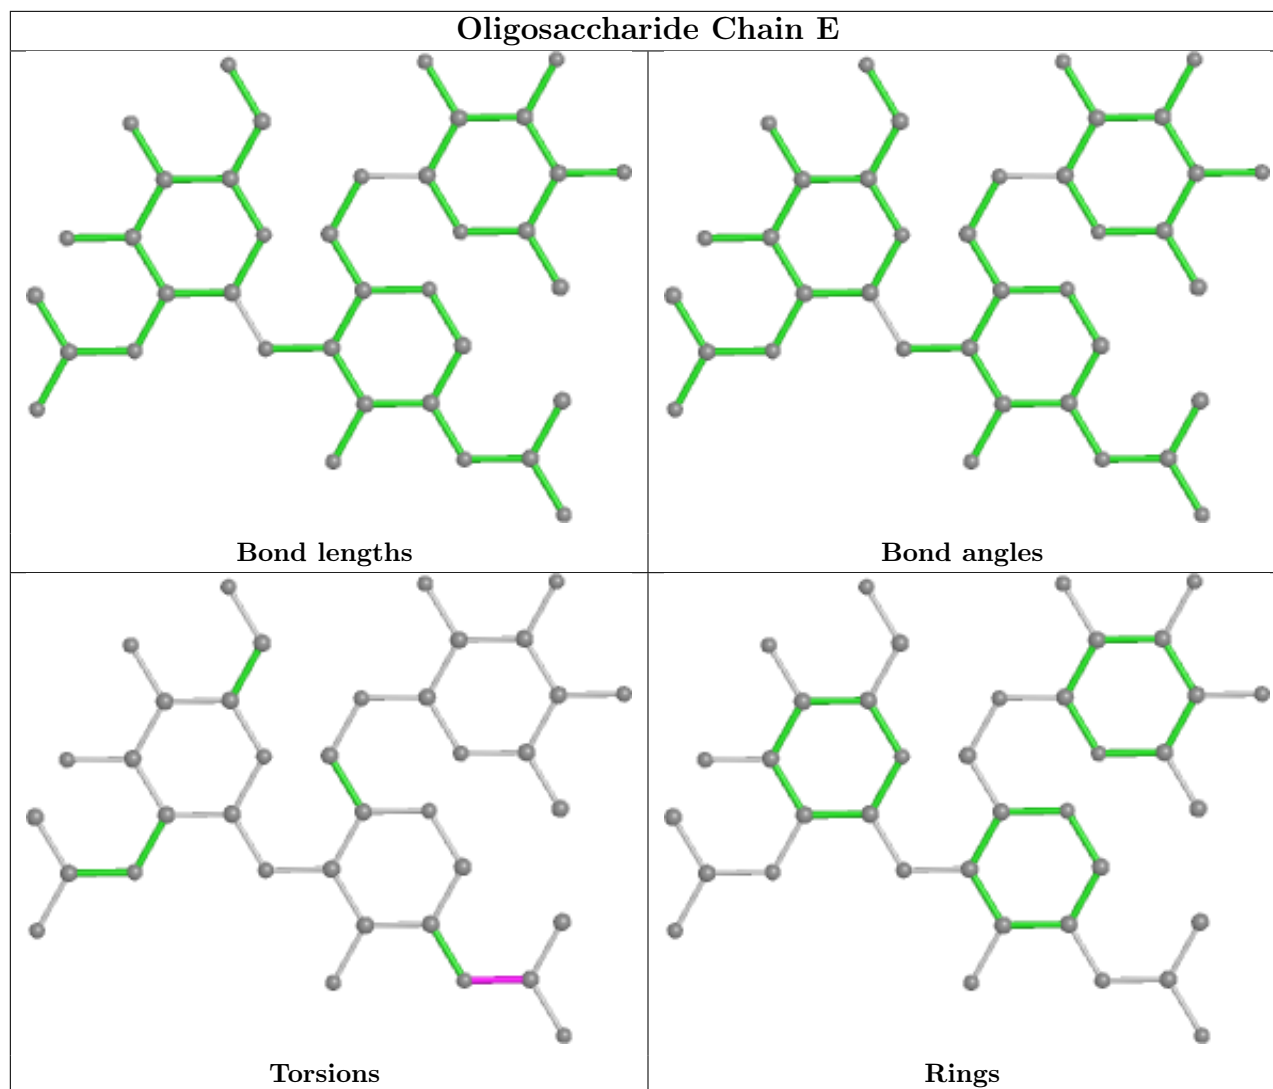 Oligosaccharide Chain E
Bond lengths
Bond angles
Torsions
Rings